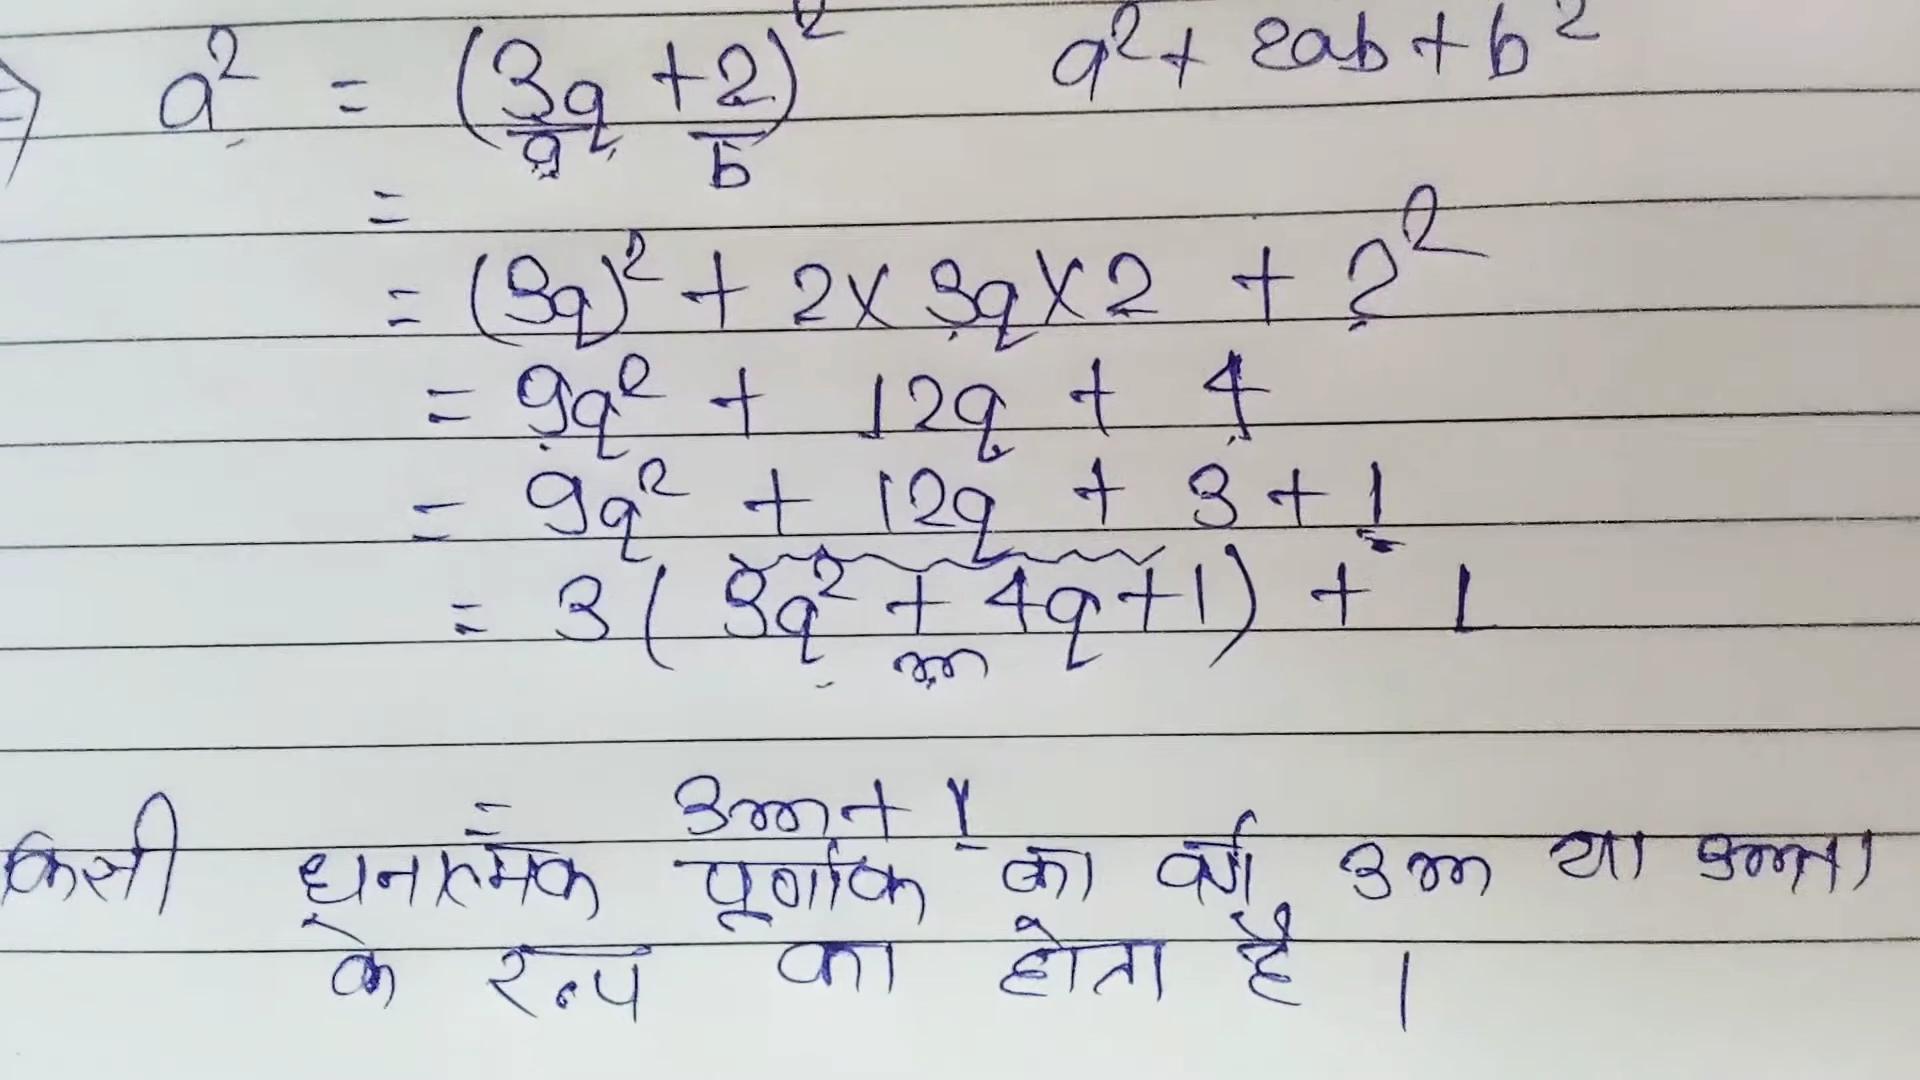 ⇒ a² = (3q + 2)² a² + 2ab + b²
a b
=
= (3q)² + 2 × 3q × 2 + 2²
= 9q² + 12q + 4
= 9q² + 12q + 3 + 1
= 3 ( 3q² + 4q + 1 ) + 1
m
= 3m + 1
किसी धनात्मक पूर्णांक का वर्ग 3m या 3m+1
के रूप का होता है ।